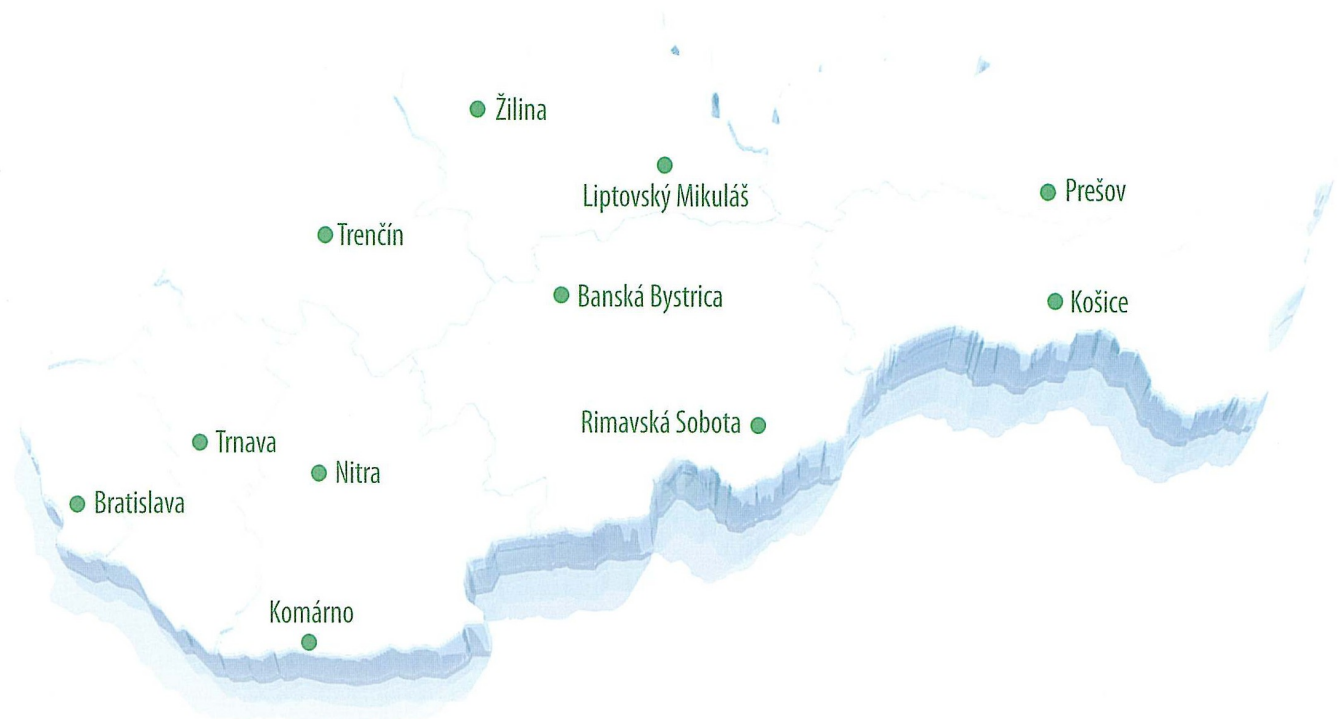 Žilina
Liptovský Mikuláš
Prešov
Trenčín
Banská Bystrica
Košice
Rimavská Sobota
Trnava
Nitra
Bratislava
Komárno